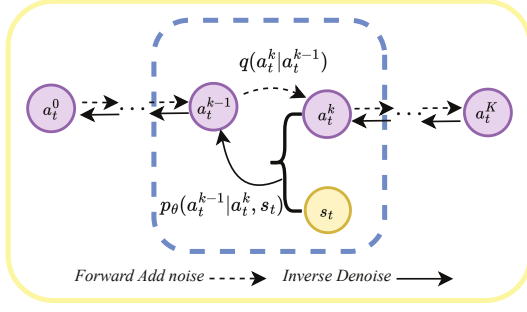 q(a_t^k|a_t^{k-1})
a_t^0 ... a_t^{k-1} a_t^k ... a_t^K
p_θ(a_t^{k-1}|a_t^k, s_t) s_t
Forward Add noise Inverse Denoise